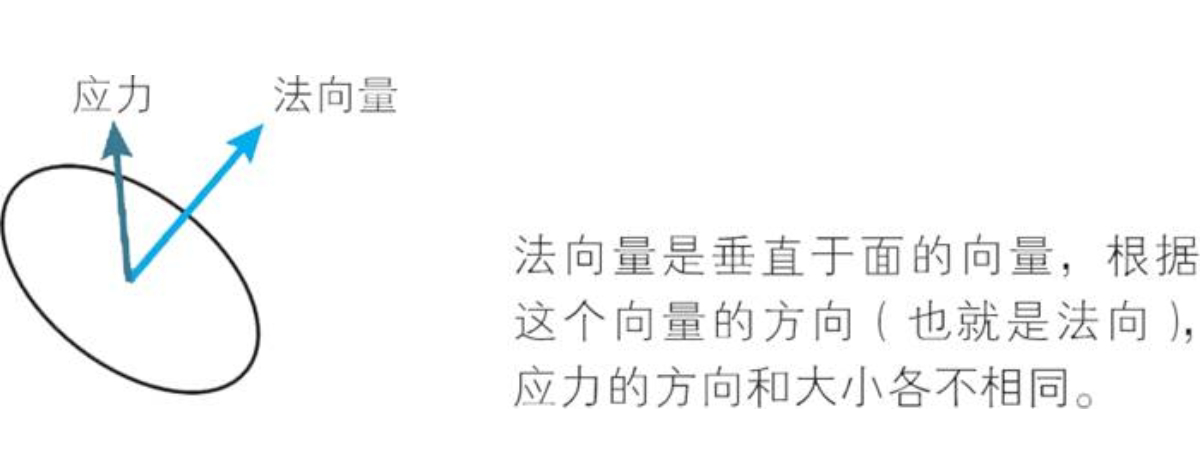 应力
法向量
法向量是垂直于面的向量，根据
这个向量的方向（也就是法向），
应力的方向和大小各不相同。